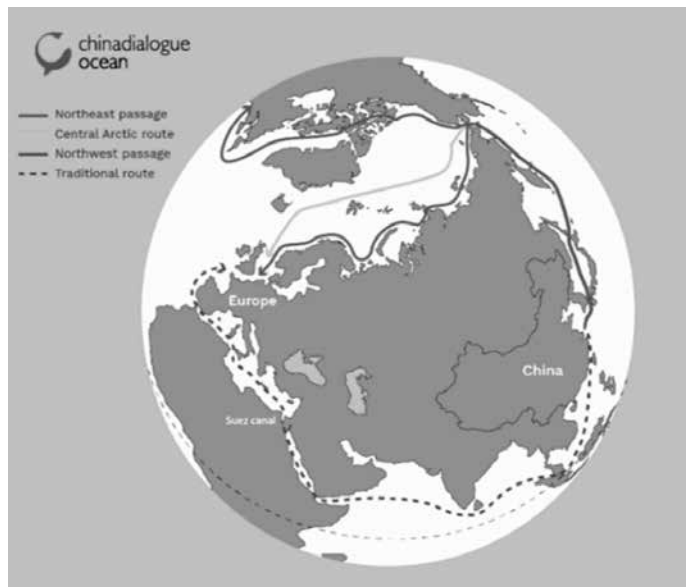 chinadialogue
ocean
Northeast passage
Central Arctic route
Northwest passage
Traditional route
Europe
China
Suez canal